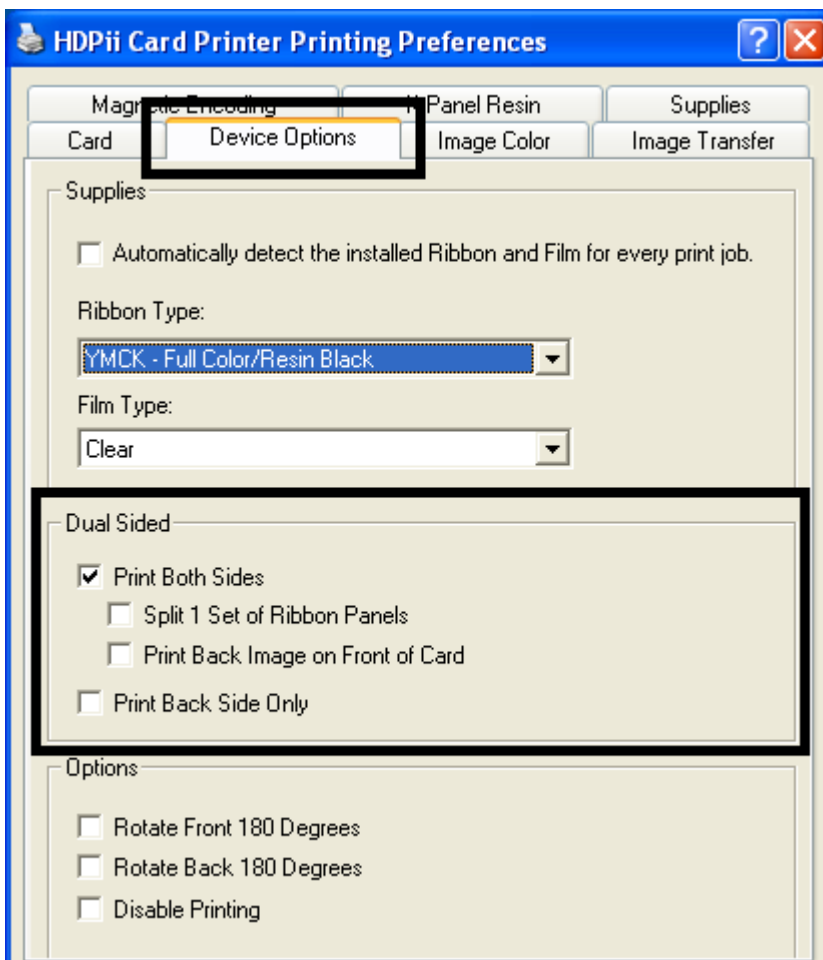 HDPii Card Printer Printing Preferences
Magnetic Encoding K Panel Resin Supplies
Card Device Options Image Color Image Transfer
Supplies
Automatically detect the installed Ribbon and Film for every print job.
Ribbon Type:
YMCK - Full Color/Resin Black
Film Type:
Clear
Dual Sided
Print Both Sides
Split 1 Set of Ribbon Panels
Print Back Image on Front of Card
Print Back Side Only
Options
Rotate Front 180 Degrees
Rotate Back 180 Degrees
Disable Printing